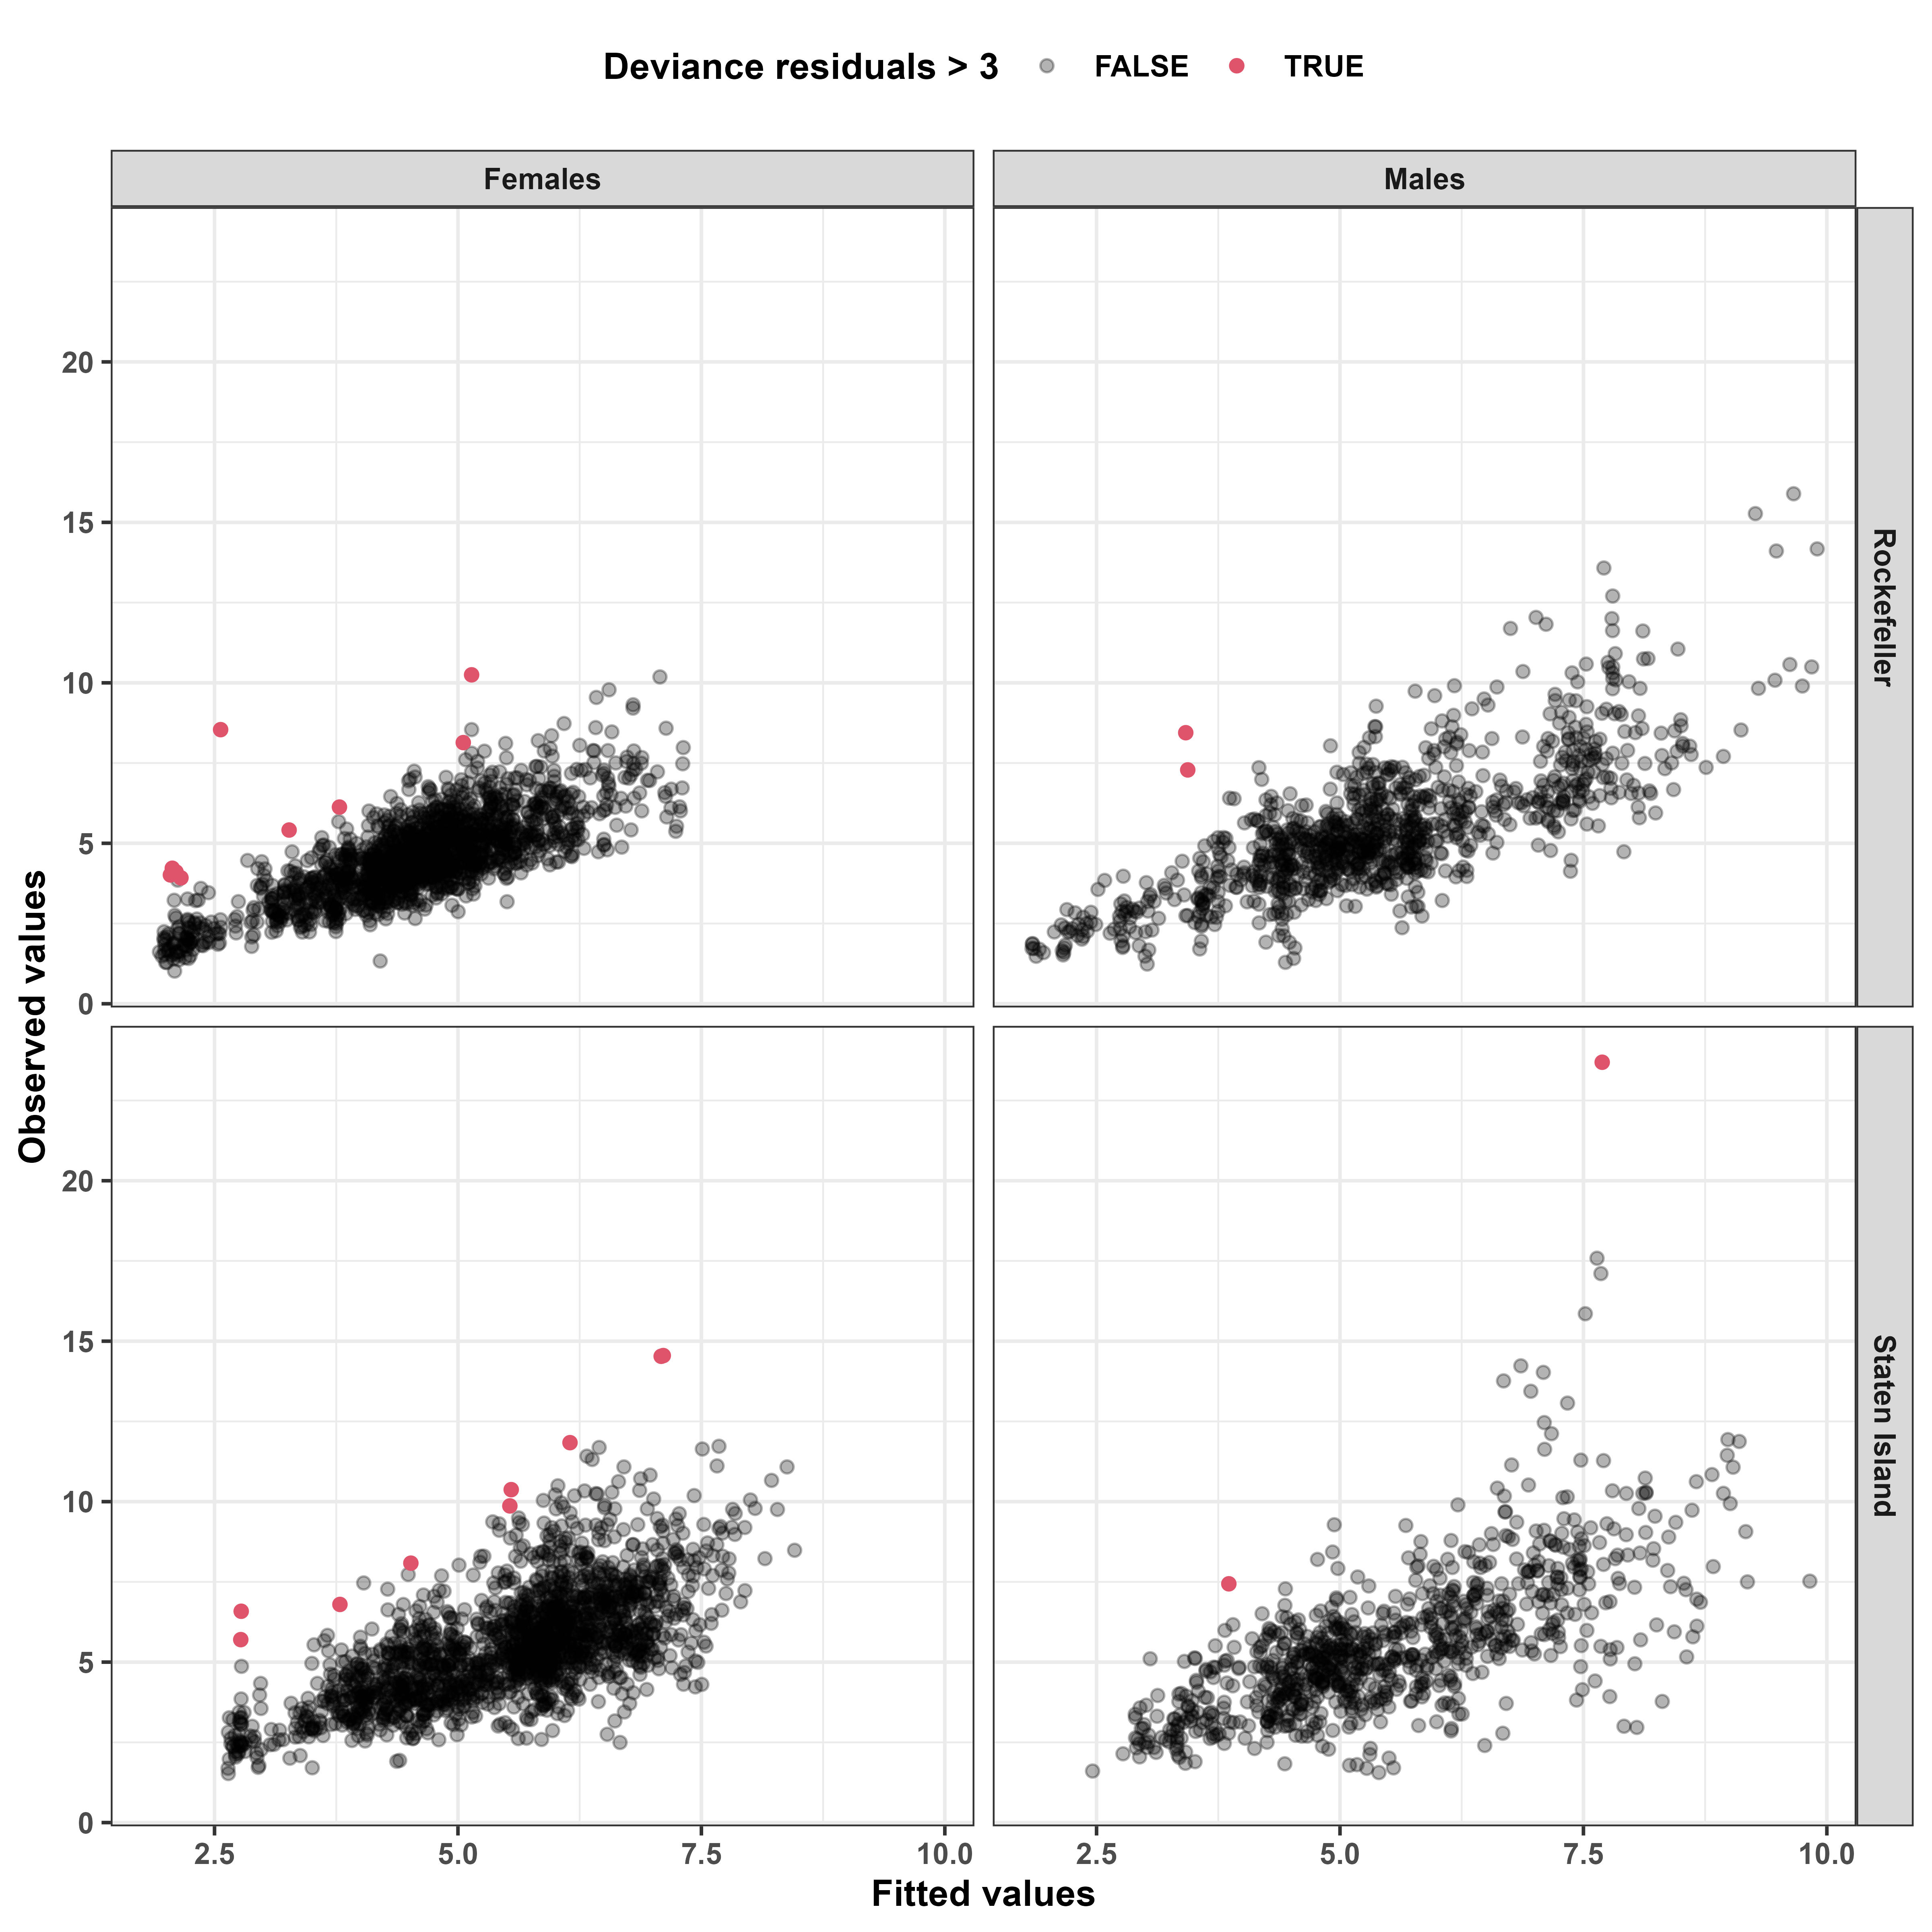 Deviance residuals > 3 FALSE TRUE
Females Males
Rockefeller
20
15
10
5
0
Observed values
Staten Island
20
15
10
5
0
2.5 5.0 7.5 10.0 2.5 5.0 7.5 10.0
Fitted values